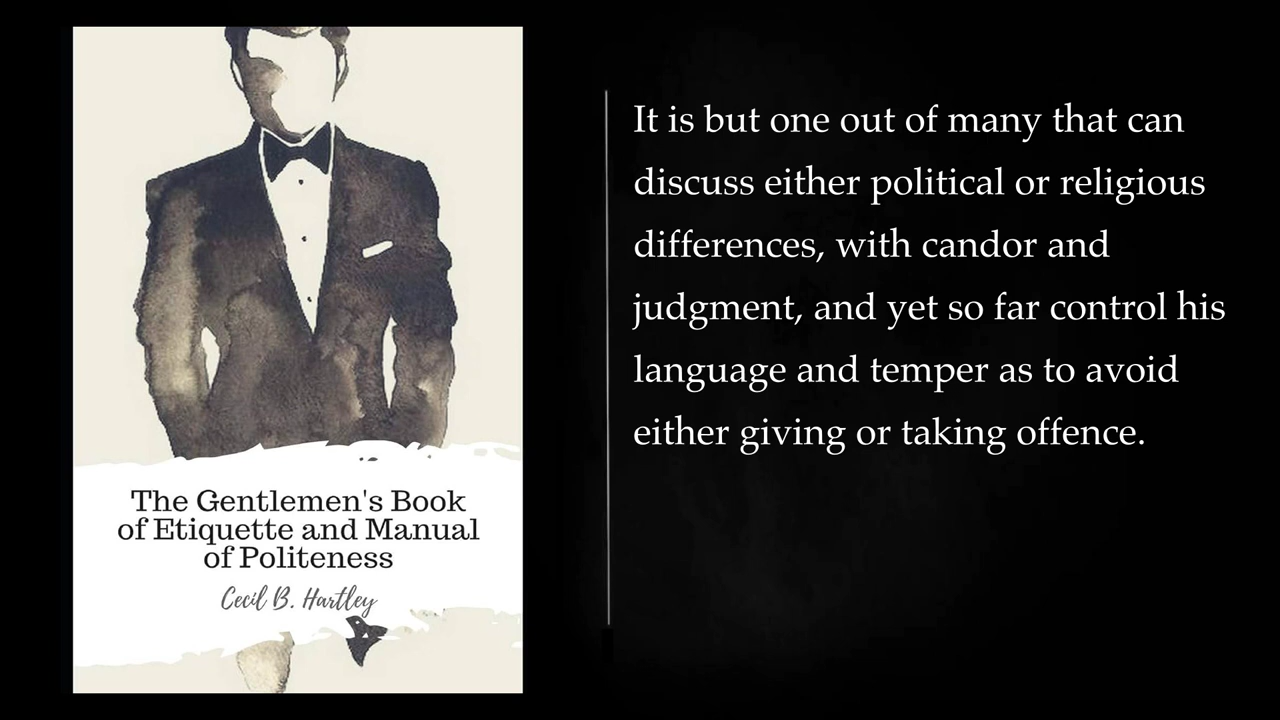 The Gentlemen's Book
of Etiquette and Manual
of Politeness
Cecil B. Hartley
It is but one out of many that can
discuss either political or religious
differences, with candor and
judgment, and yet so far control his
language and temper as to avoid
either giving or taking offence.